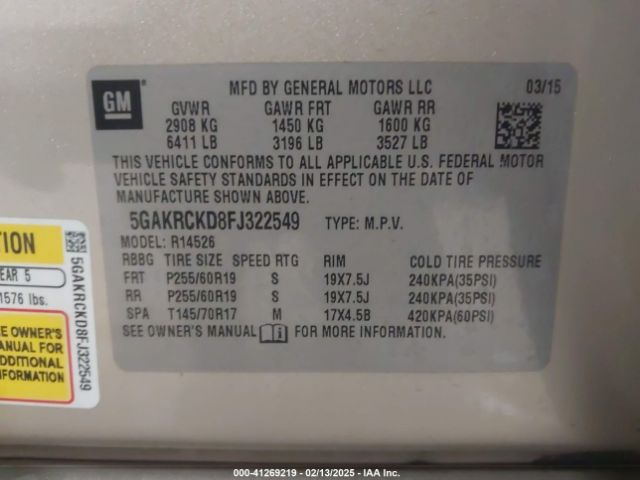 GM
MFD BY GENERAL MOTORS LLC 03/15
GVWR GAWR FRT GAWR RR
2908 KG 1450 KG 1600 KG
6411 LB 3196 LB 3527 LB
THIS VEHICLE CONFORMS TO ALL APPLICABLE U.S. FEDERAL MOTOR
VEHICLE SAFETY STANDARDS IN EFFECT ON THE DATE OF
MANUFACTURE SHOWN ABOVE.
5GAKRCKD8FJ322549 TYPE: M.P.V.
MODEL: R14526
RBBG TIRE SIZE SPEED RTG RIM COLD TIRE PRESSURE
FRT P255/60R19 S 19X7.5J 240KPA(35PSI)
RR P255/60R19 S 19X7.5J 240KPA(35PSI)
SPA T145/70R17 M 17X4.5B 420KPA(60PSI)
SEE OWNER'S MANUAL FOR MORE INFORMATION.
TION
EAR 5
1576 lbs.
EE OWNER'S
ANUAL FOR
DDITIONAL
FORMATION
5GAKRCKD8FJ322549
00-41269219 - 02/13/2025 - IAA Inc.